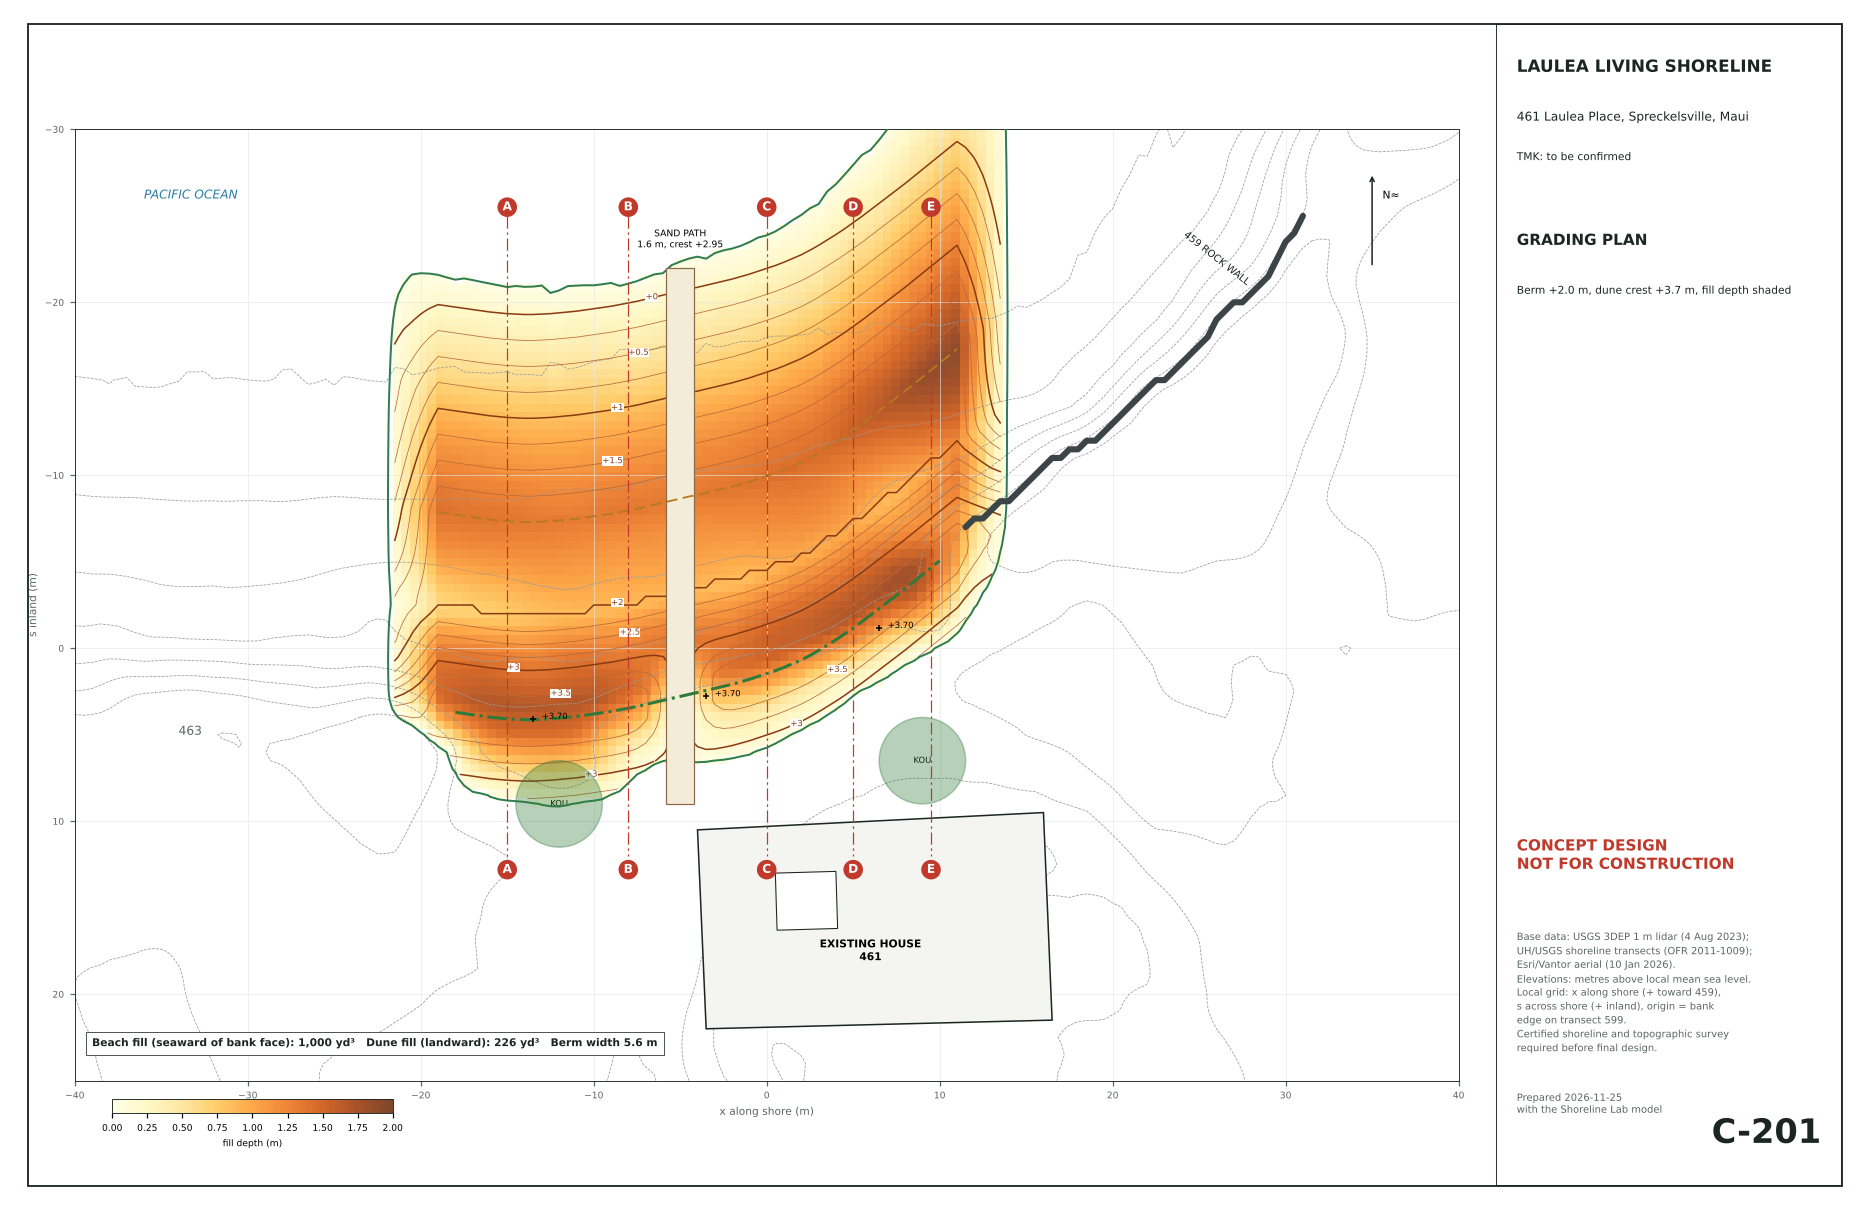 LAULEA LIVING SHORELINE
461 Laulea Place, Spreckelsville, Maui
TMK: to be confirmed
GRADING PLAN
Berm +2.0 m, dune crest +3.7 m, fill depth shaded
CONCEPT DESIGN
NOT FOR CONSTRUCTION
Base data: USGS 3DEP 1 m lidar (4 Aug 2023);
UH/USGS shoreline transects (OFR 2011-1009);
Esri/Vantor aerial (10 Jan 2026).
Elevations: metres above local mean sea level.
Local grid: x along shore (+ toward 459),
s across shore (+ inland), origin = bank
edge on transect 599.
Certified shoreline and topographic survey
required before final design.
Prepared 2026-11-25
with the Shoreline Lab model
C-201
PACIFIC OCEAN
A
B
C
D
E
SAND PATH
1.6 m, crest +2.95
459 ROCK WALL
N≈
+0
+0.5
+1
+1.5
+2
+2.5
+3
+3.5
+3.70
+3.70
+3.70
+3.5
+3
+3
463
KOU
KOU
A
B
C
D
E
EXISTING HOUSE
461
Beach fill (seaward of bank face): 1,000 yd³ Dune fill (landward): 226 yd³ Berm width 5.6 m
−30
−20
−10
0
10
20
s inland (m)
−40
−30
−20
−10
0
10
20
30
40
x along shore (m)
0.00 0.25 0.50 0.75 1.00 1.25 1.50 1.75 2.00
fill depth (m)